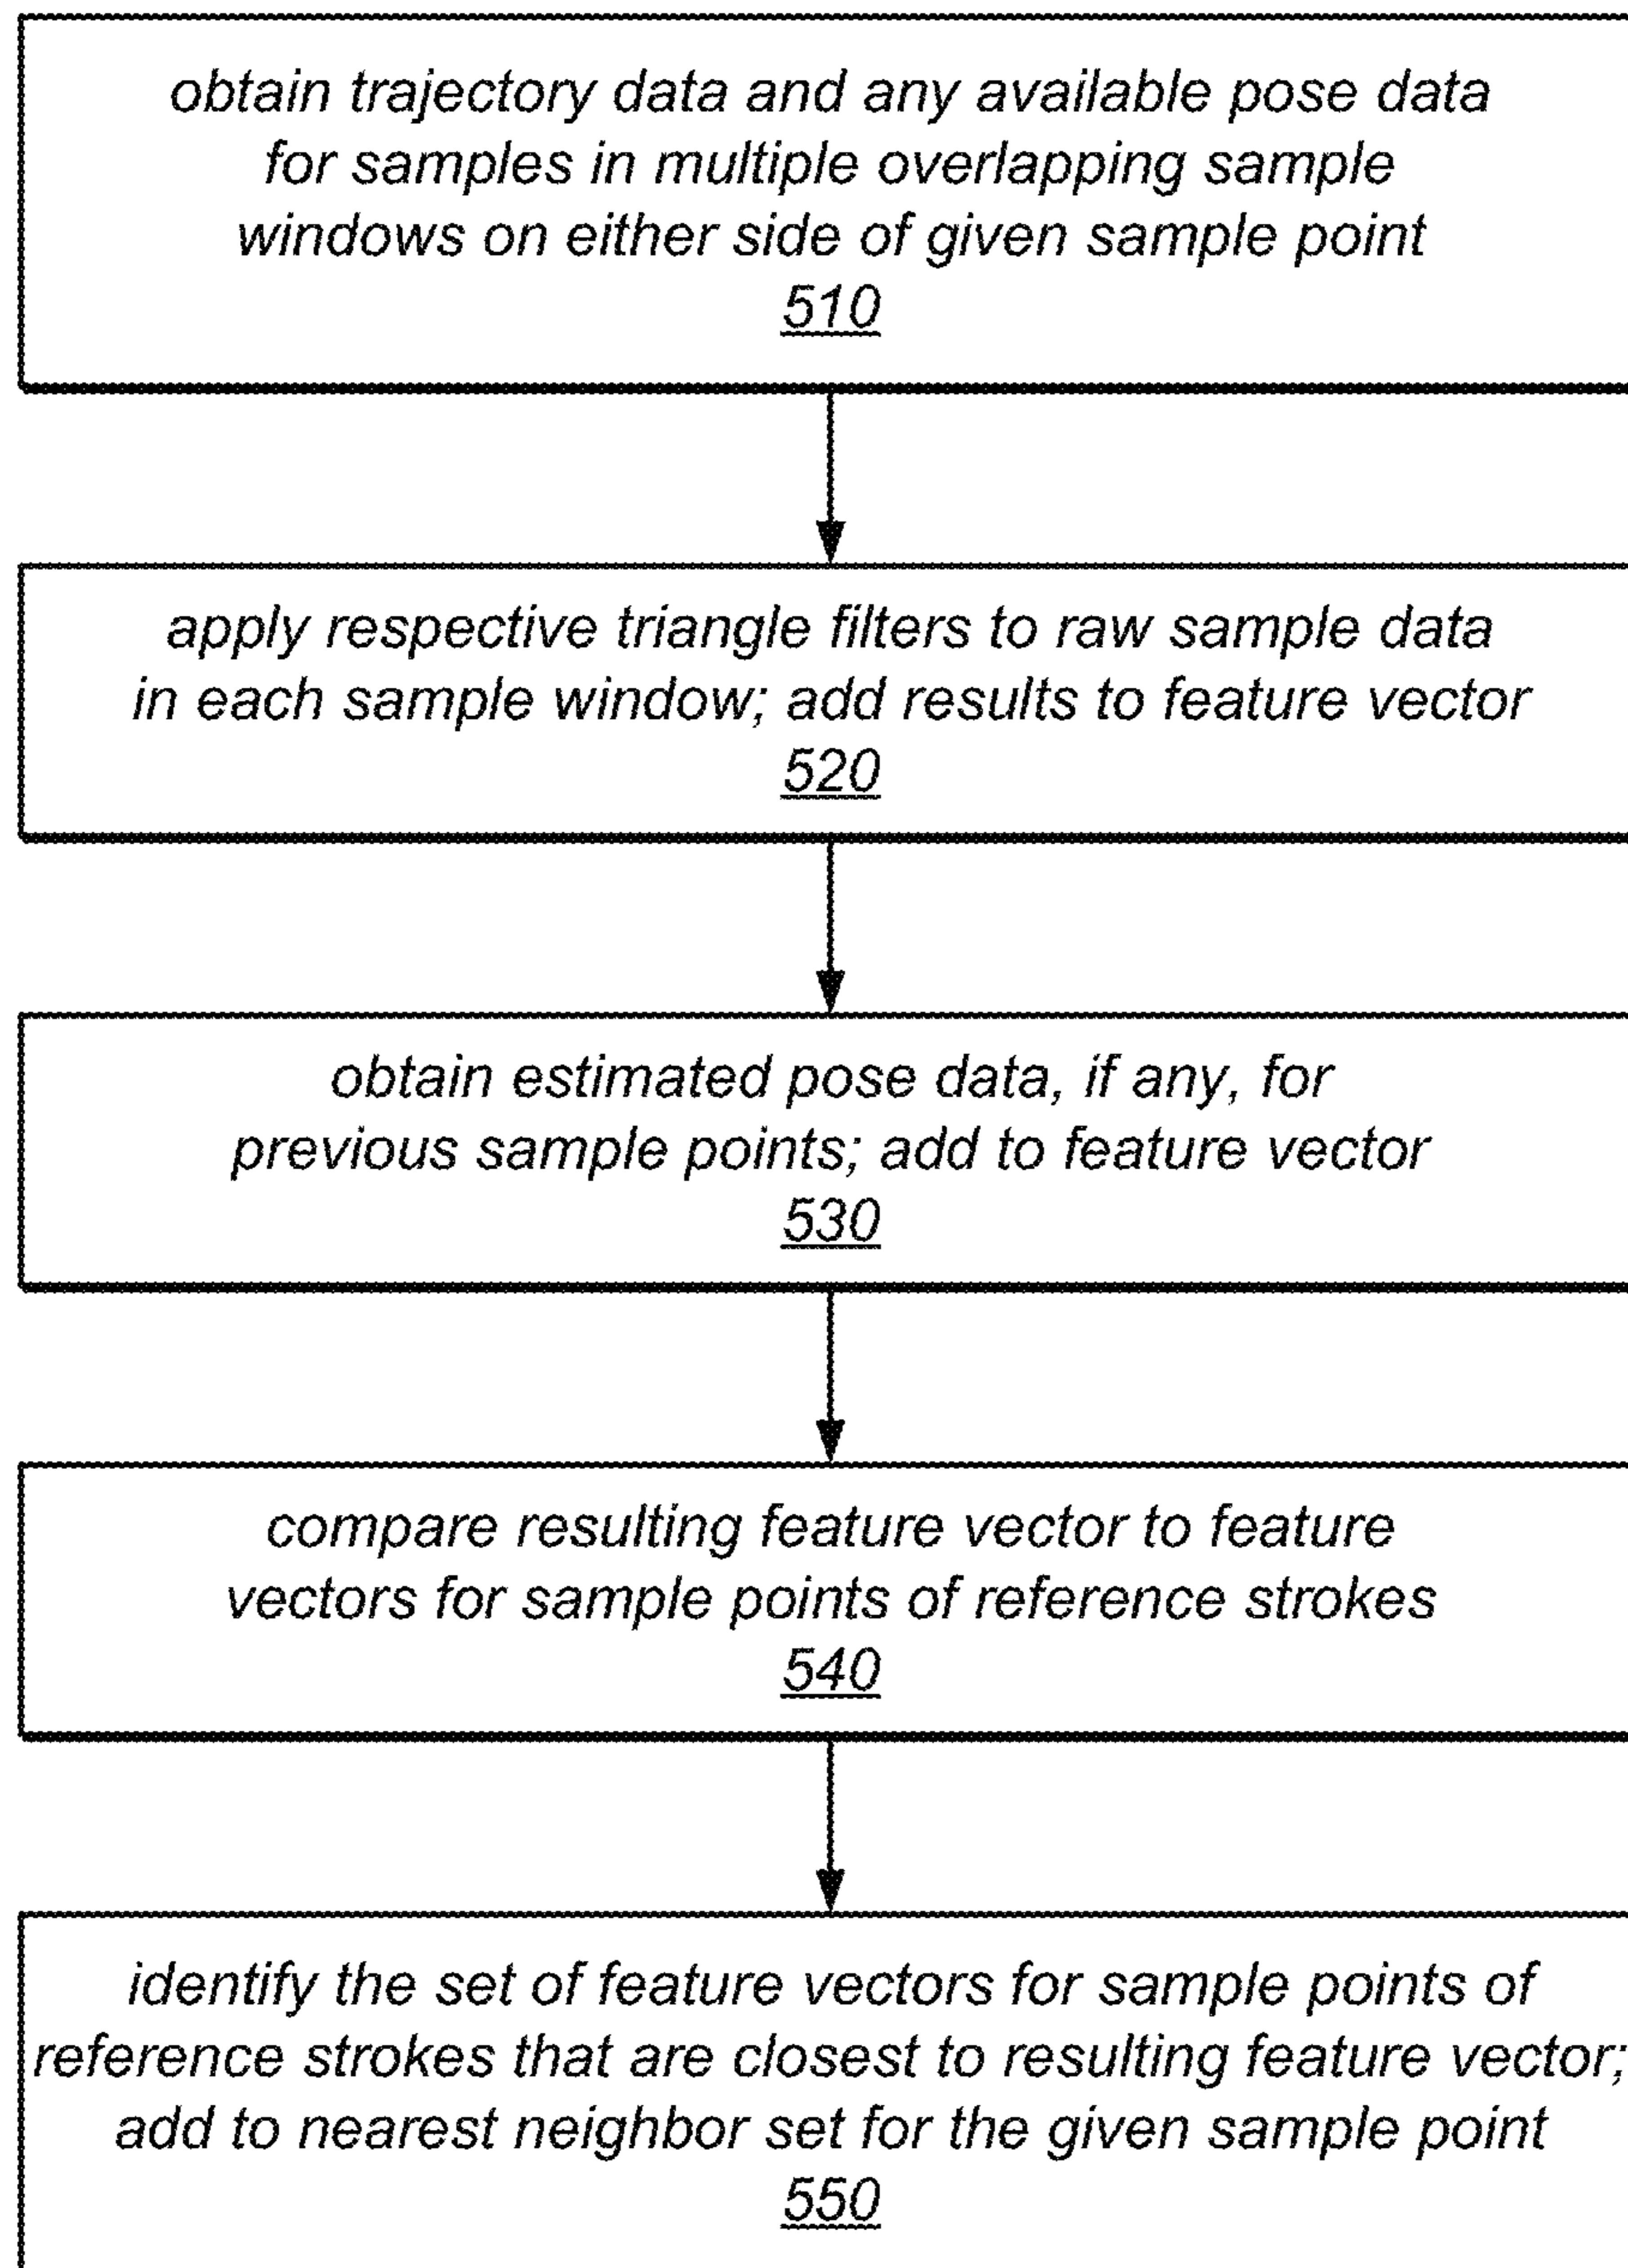 obtain trajectory data and any available pose data
for samples in multiple overlapping sample
windows on either side of given sample point
510
apply respective triangle filters to raw sample data
in each sample window; add results to feature vector
520
obtain estimated pose data, if any, for
previous sample points; add to feature vector
530
compare resulting feature vector to feature
vectors for sample points of reference strokes
540
identify the set of feature vectors for sample points of
reference strokes that are closest to resulting feature vector;
add to nearest neighbor set for the given sample point
550